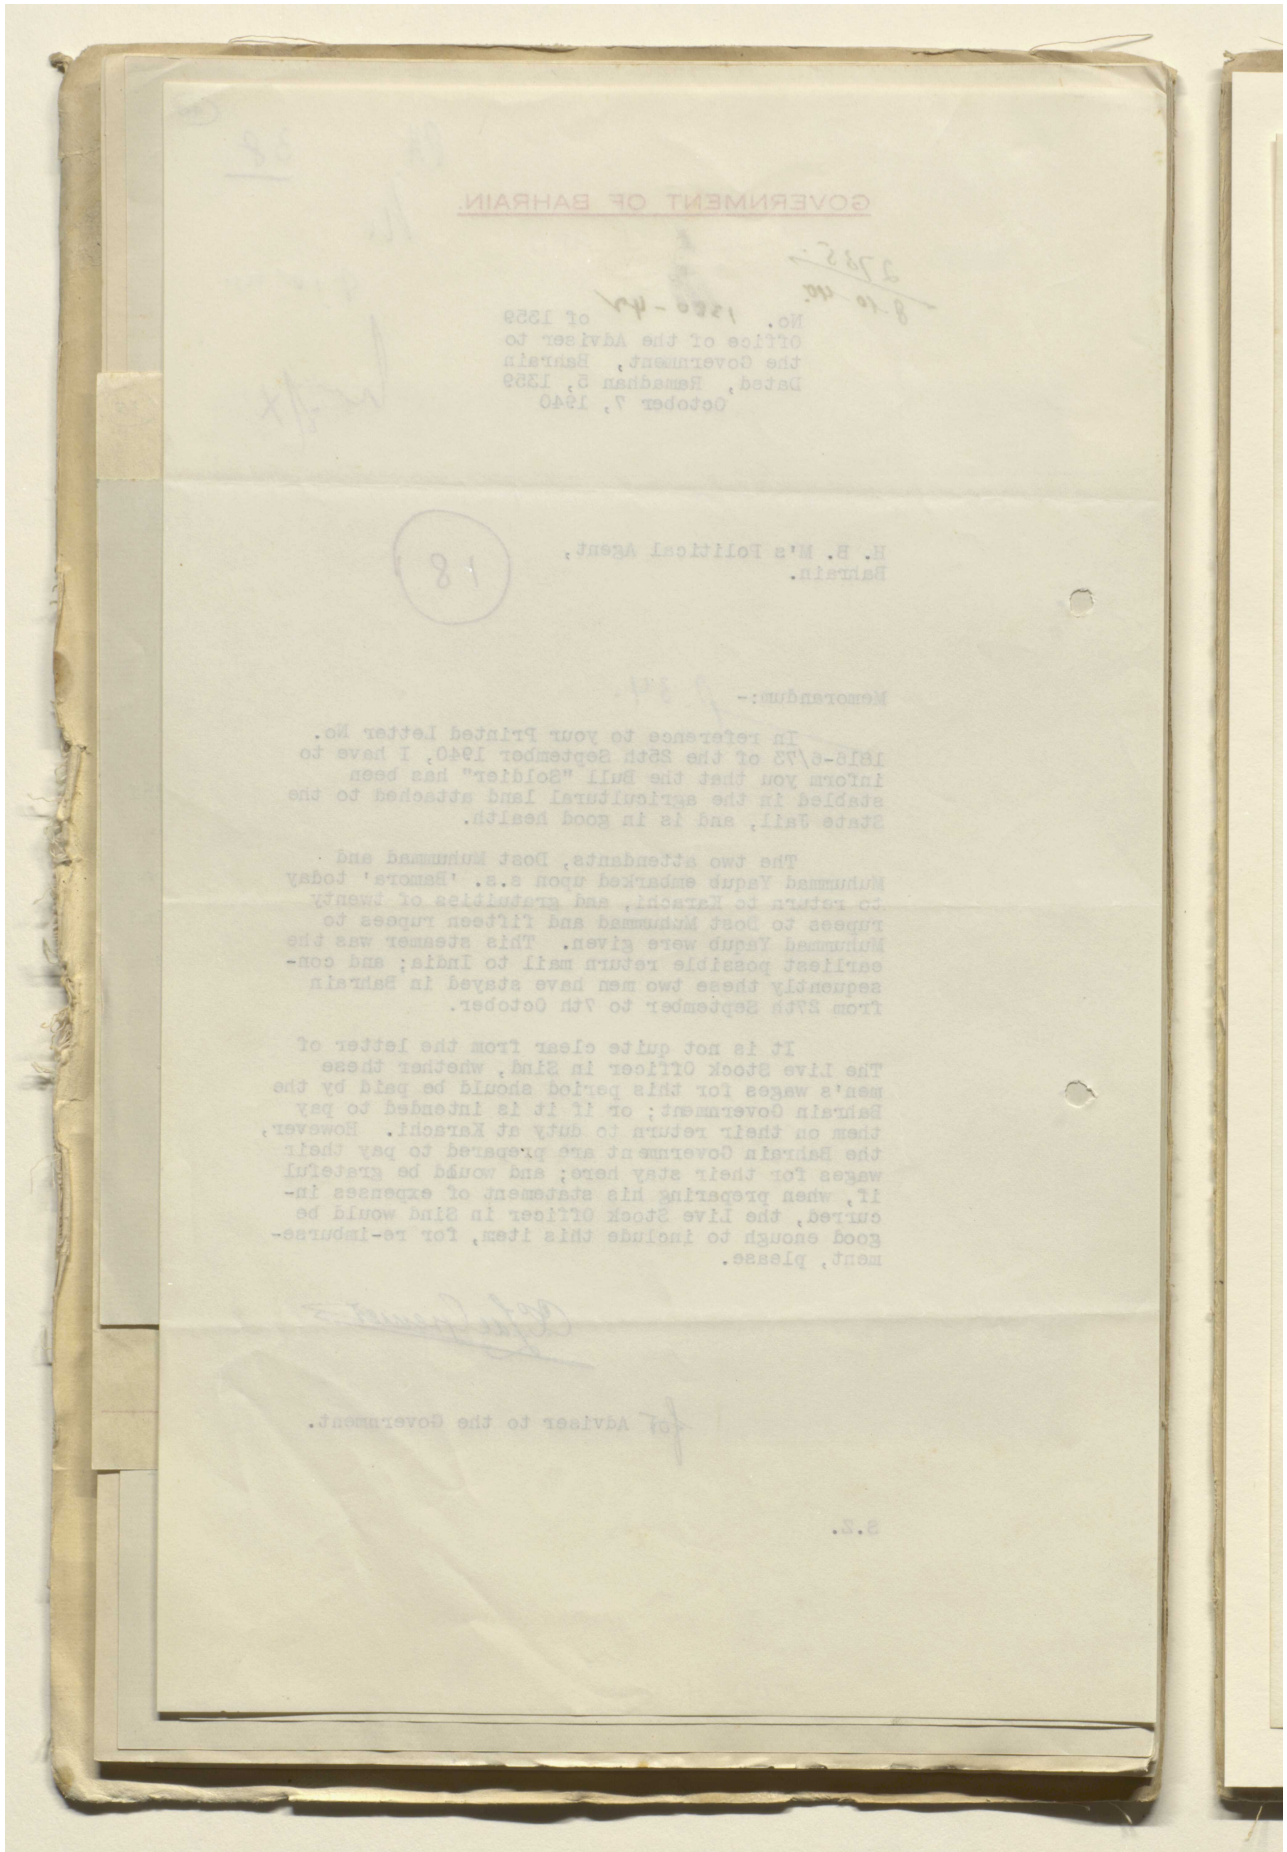 38
GOVERNMENT OF BAHRAIN.
2785
8.10.40.
No. 1300-42 of 1359
Office of the Adviser to
the Government, Bahrain
Dated, Ramadhan 5, 1359
October 7, 1940
18
H. B. M's Political Agent,
Bahrain.
Memorandum:-
In reference to your Printed Letter No.
1816-6/73 of the 25th September 1940, I have to
inform you that the Bull "Soldier" has been
stabled in the agricultural land attached to the
State Jail, and is in good health.
The two attendants, Dost Muhummad and
Muhummad Yaqub embarked upon s.s. 'Bamora' today
to return to Karachi, and gratuities of twenty
rupees to Dost Muhummad and fifteen rupees to
Muhummad Yaqub were given. This steamer was the
earliest possible return mail to India; and con-
sequently these two men have stayed in Bahrain
from 27th September to 7th October.
It is not quite clear from the letter of
The Live Stock Officer in Sind, whether these
men's wages for this period should be paid by the
Bahrain Government; or if it is intended to pay
them on their return to duty at Karachi. However,
the Bahrain Government are prepared to pay their
wages for their stay here; and would be grateful
if, when preparing his statement of expenses in-
curred, the Live Stock Officer in Sind would be
good enough to include this item, for re-imburse-
ment, please.
for Adviser to the Government.
S.Z.